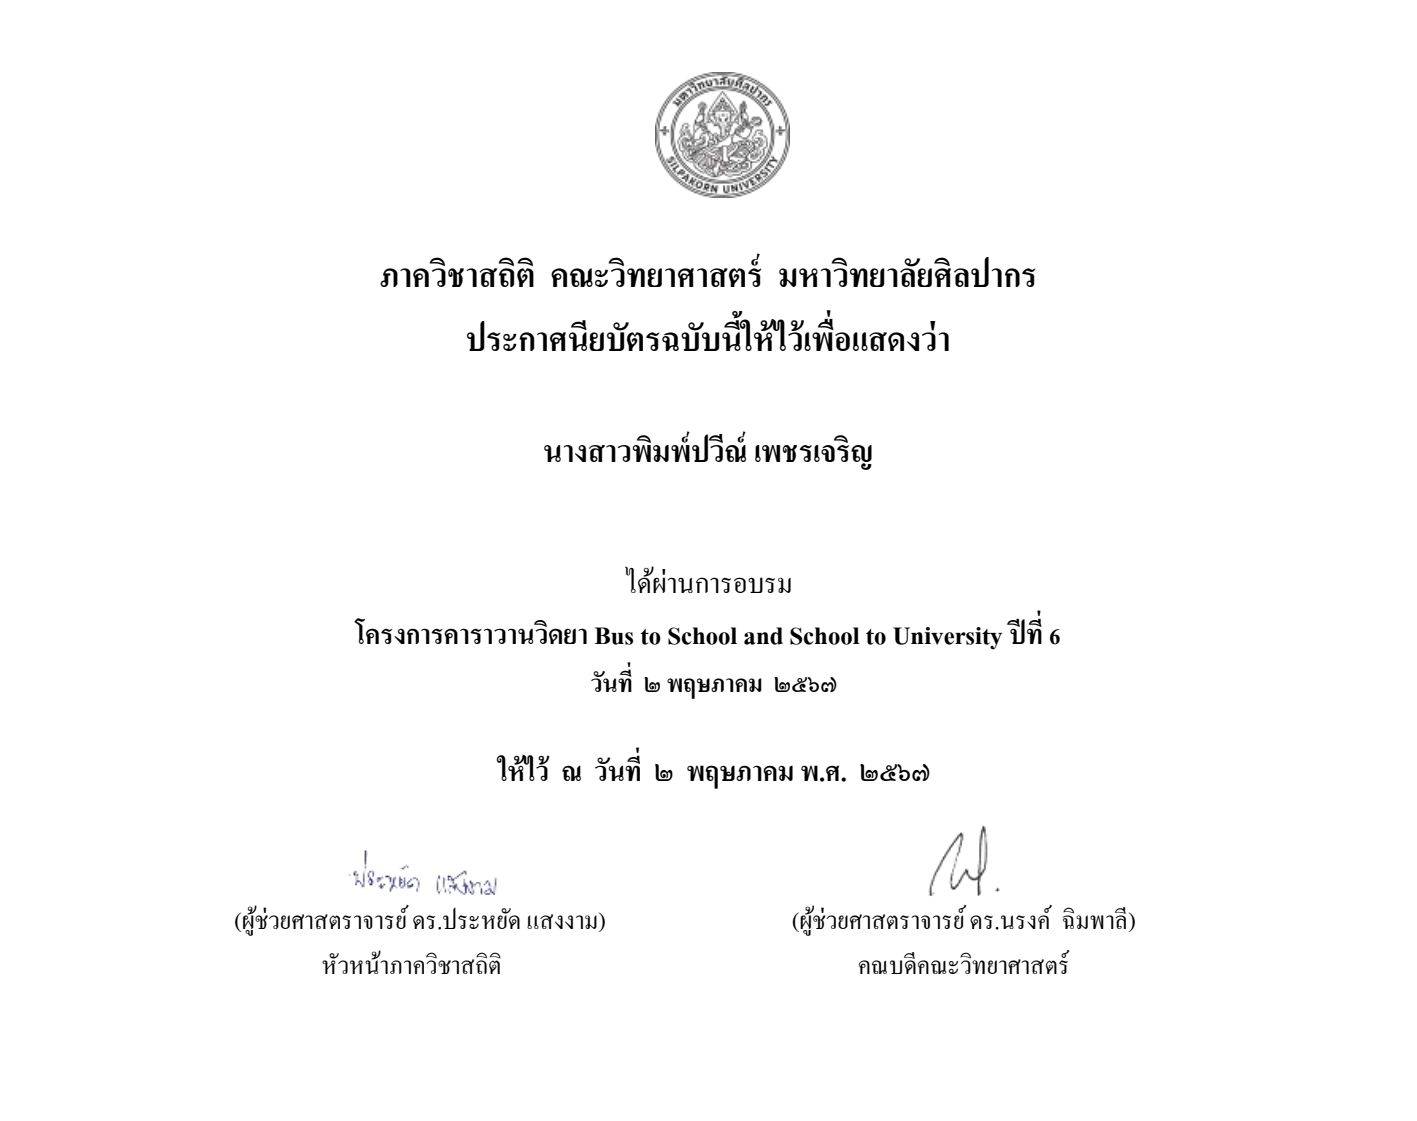 มหาวิทยาลัยศิลปากร
SILPAKORN UNIVERSITY
ภาควิชาสถิติ คณะวิทยาศาสตร์ มหาวิทยาลัยศิลปากร
ประกาศนียบัตรฉบับนี้ให้ไว้เพื่อแสดงว่า
นางสาวพิมพ์ปวีณ์ เพชรเจริญ
ได้ผ่านการอบรม
โครงการคาราวานวิดยา Bus to School and School to University ปีที่ 6
วันที่ ๒ พฤษภาคม ๒๕๖๗
ให้ไว้ ณ วันที่ ๒ พฤษภาคม พ.ศ. ๒๕๖๗
ประหยัด แสงงาม
(ผู้ช่วยศาสตราจารย์ ดร.ประหยัด แสงงาม) (ผู้ช่วยศาสตราจารย์ ดร.นรงค์ ฉิมพาลี)
หัวหน้าภาควิชาสถิติ คณบดีคณะวิทยาศาสตร์